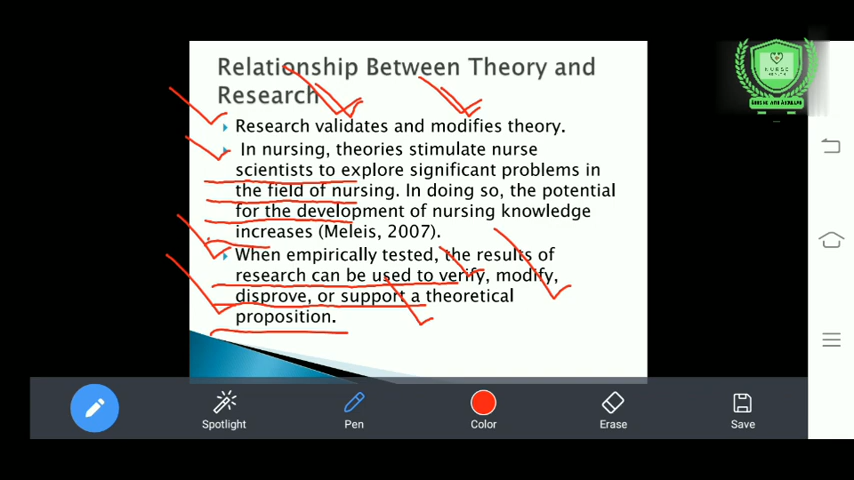 Relationship Between Theory and
Research
Research validates and modifies theory.
In nursing, theories stimulate nurse
scientists to explore significant problems in
the field of nursing. In doing so, the potential
for the development of nursing knowledge
increases (Meleis, 2007).
When empirically tested, the results of
research can be used to verify, modify,
disprove, or support a theoretical
proposition.
Spotlight
Pen
Color
Erase
Save